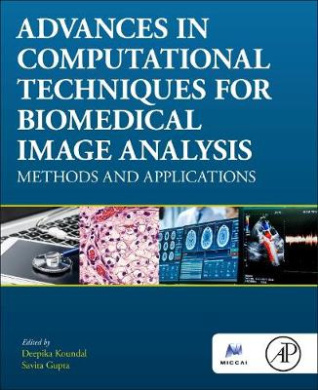 ADVANCES IN
COMPUTATIONAL
TECHNIQUES FOR
BIOMEDICAL
IMAGE ANALYSIS
METHODS AND APPLICATIONS
Edited by
Deepika Koundal
Savita Gupta
MICCAI
AP